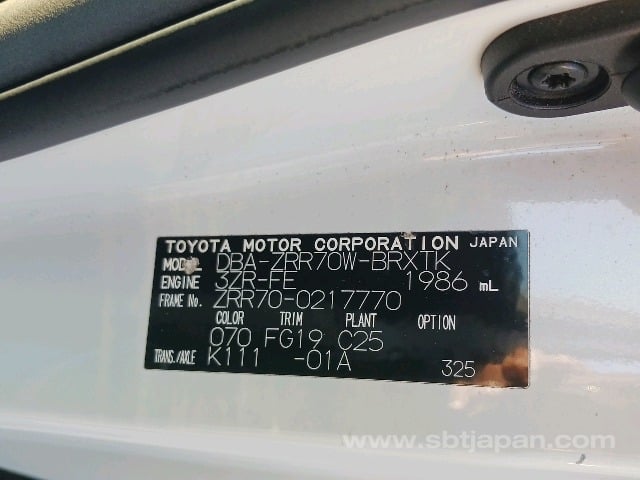 TOYOTA MOTOR CORPORATION JAPAN
MODEL DBA-ZRR70W-BRXTK
ENGINE 3ZR-FE 1986 mL
FRAME No. ZRR70-0217770
COLOR TRIM PLANT OPTION
070 FG19 C25
TRANS./AXLE K111 -01A 325
www.sbtjapan.com